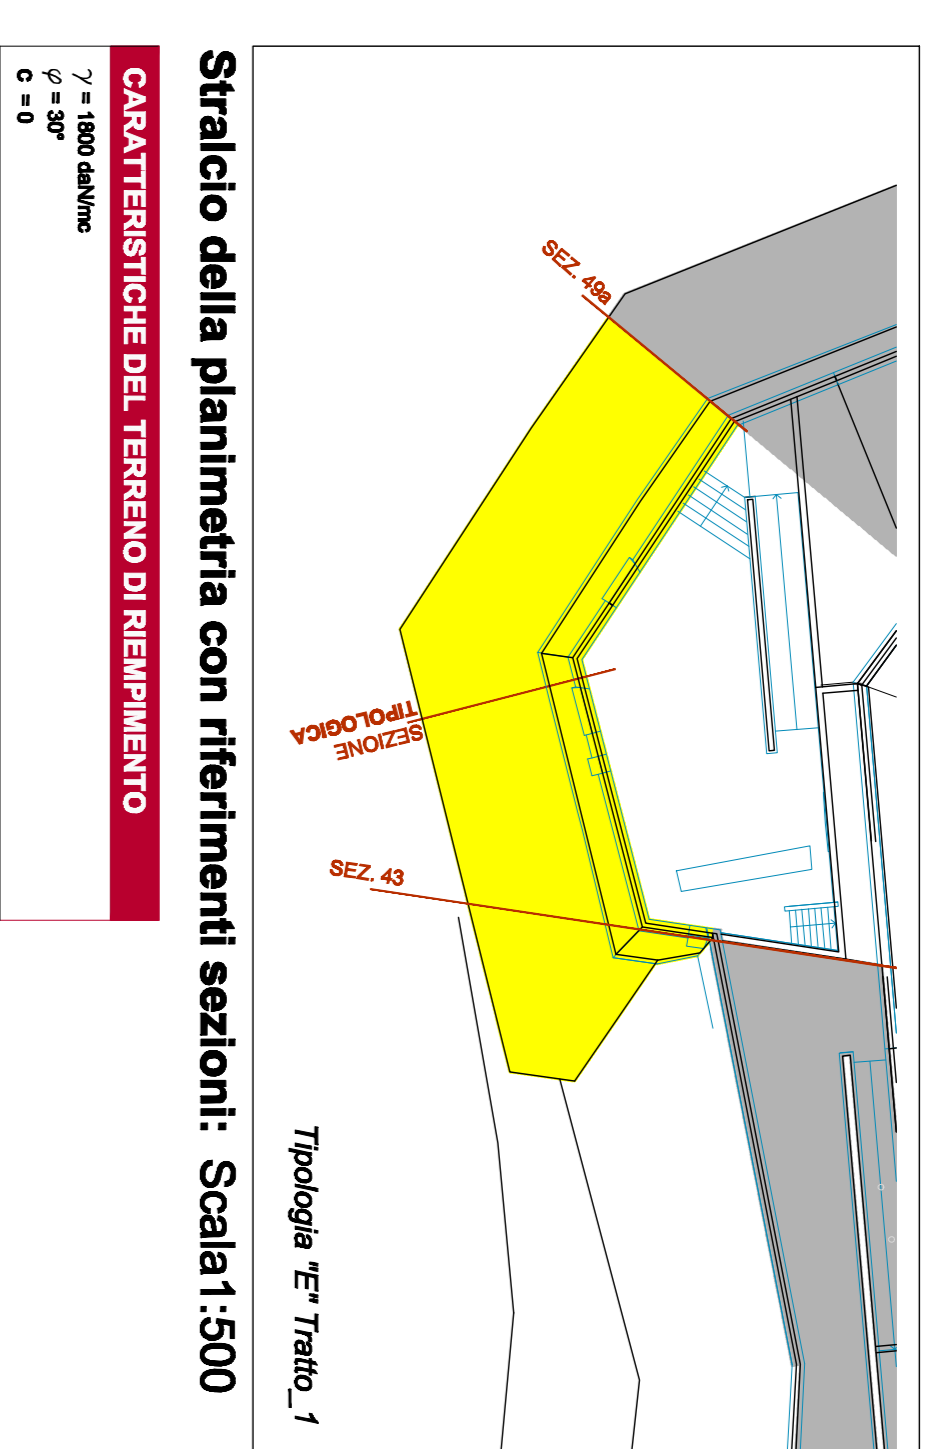 SEZ. 49a
SEZIONE
TIPOLOGICA
SEZ. 43
Tipologia "E" Tratto_1
Stralcio della planimetria con riferimenti sezioni: Scala1:500
CARATTERISTICHE DEL TERRENO DI RIEMPIMENTO
γ = 1800 daN/mc
φ = 30°
c = 0